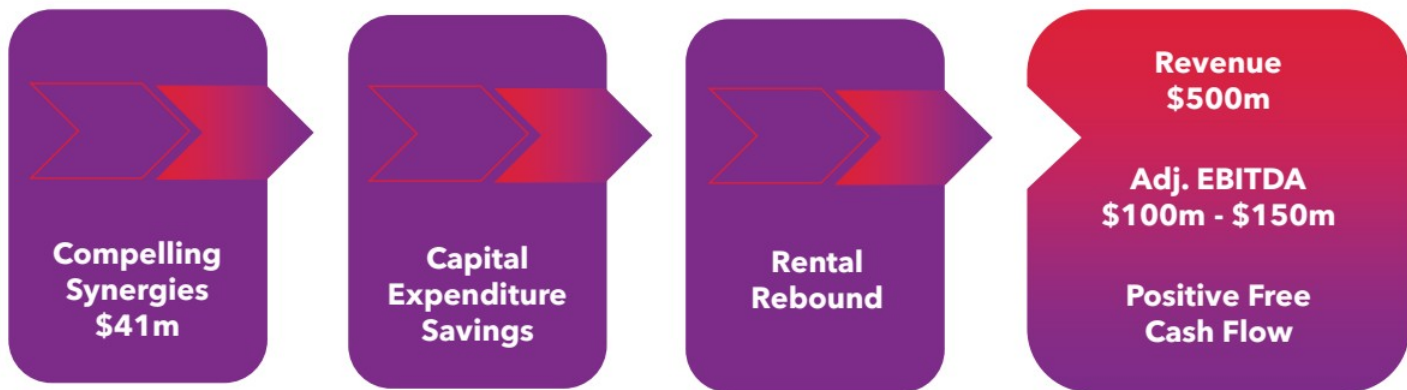 Compelling
Synergies
$41m
Capital
Expenditure
Savings
Rental
Rebound
Revenue
$500m
Adj. EBITDA
$100m - $150m
Positive Free
Cash Flow